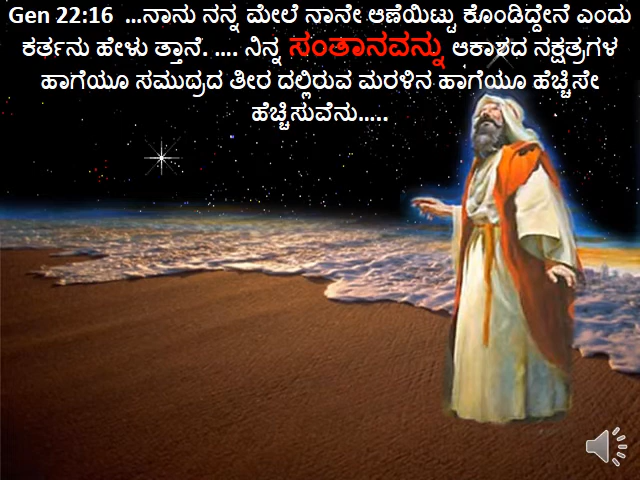 Gen 22:16 ...ನಾನು ನನ್ನ ಮೇಲೆ ನಾನೇ ಆಣೆಯಿಟ್ಟು ಕೊಂಡಿದ್ದೇನೆ ಎಂದು
ಕರ್ತನು ಹೇಳು ತ್ತಾನೆ. .... ನಿನ್ನ ಸಂತಾನವನ್ನು ಆಕಾಶದ ನಕ್ಷತ್ರಗಳ
ಹಾಗೆಯೂ ಸಮುದ್ರದ ತೀರ ದಲ್ಲಿರುವ ಮರಳಿನ ಹಾಗೆಯೂ ಹೆಚ್ಚಿಸೇ
ಹೆಚ್ಚಿಸುವೆನು.....